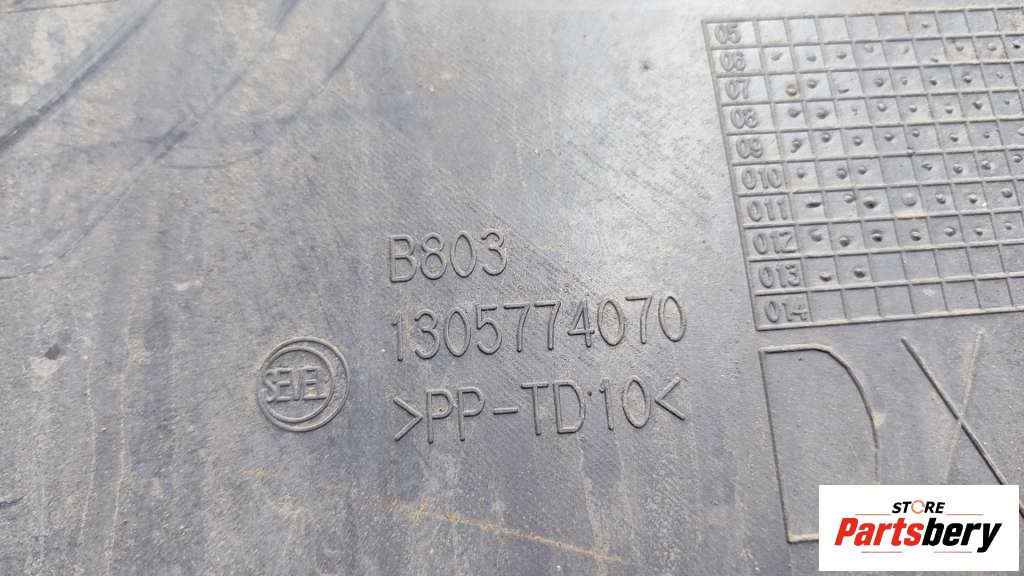 05
06
07
08
09
010
011
012
013
014
B803
1305774070
SEVEL
>PP-TD10<
DX
STORE
Partsbery